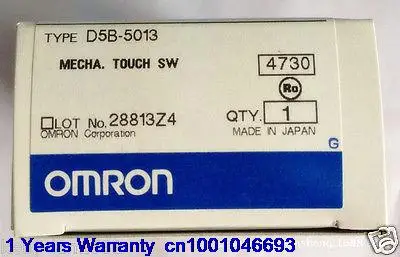 TYPE D5B-5013
MECHA. TOUCH SW
4730
Ro
□LOT No. 28813Z4
QTY. 1
OMRON Corporation
MADE IN JAPAN
G
OMRON
1 Years Warranty cn1001046693